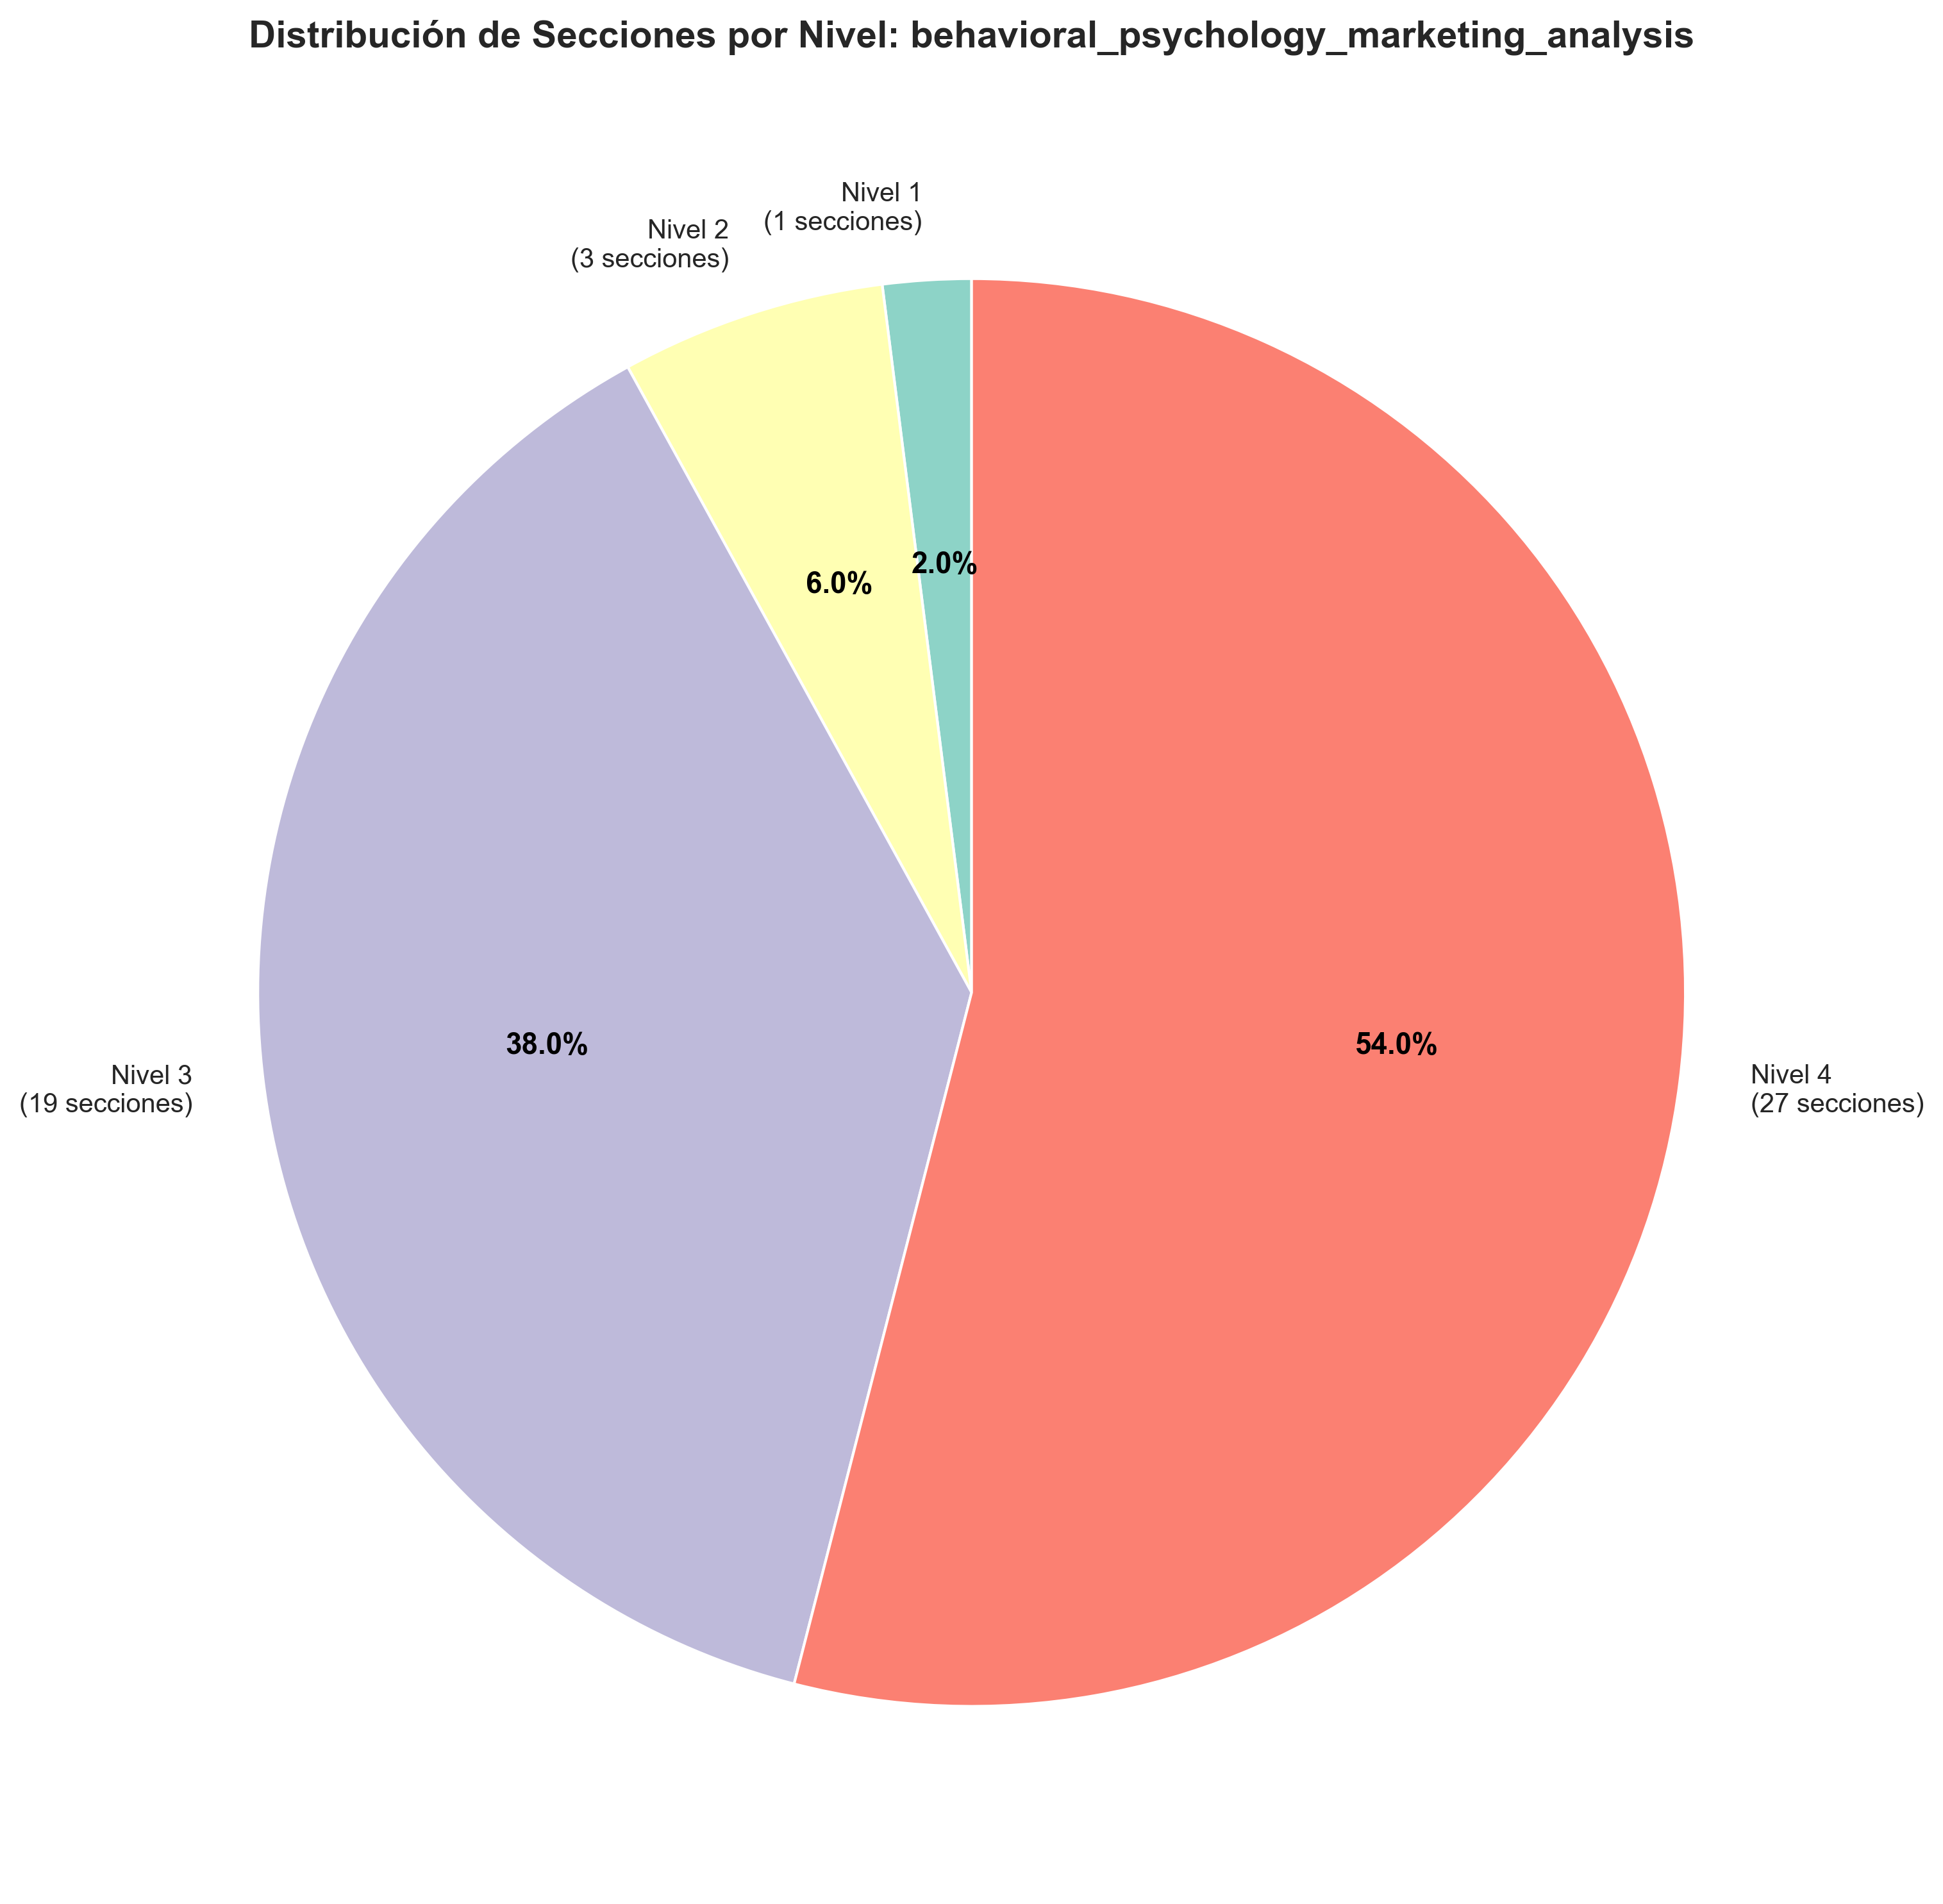 Distribución de Secciones por Nivel: behavioral_psychology_marketing_analysis
Nivel 1
(1 secciones)
Nivel 2
(3 secciones)
2.0%
6.0%
38.0%
54.0%
Nivel 3
(19 secciones)
Nivel 4
(27 secciones)